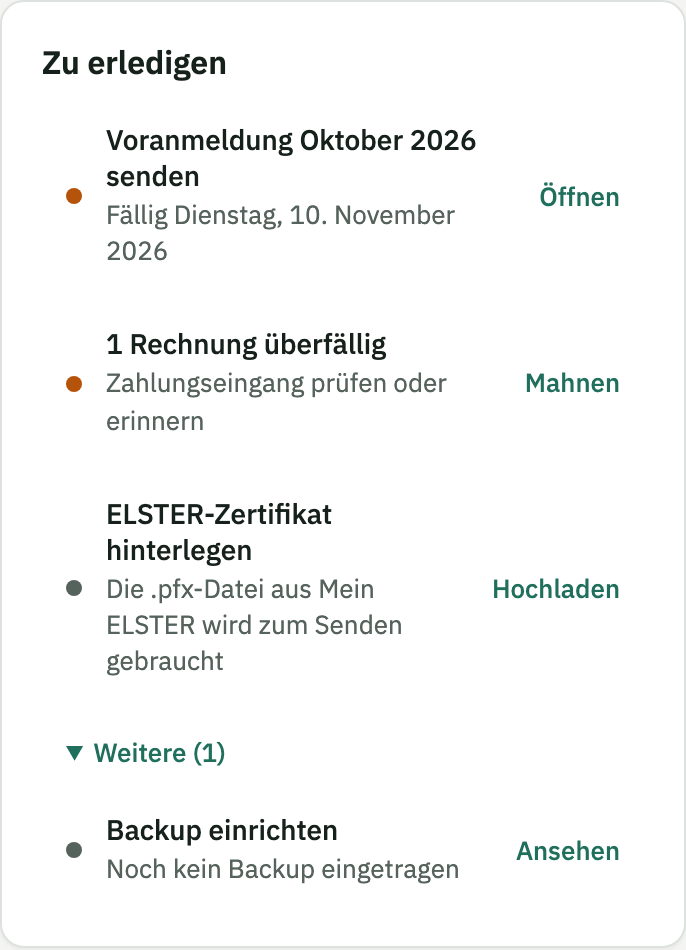 Zu erledigen
Voranmeldung Oktober 2026
senden
Fällig Dienstag, 10. November
2026
Öffnen
1 Rechnung überfällig
Zahlungseingang prüfen oder
erinnern
Mahnen
ELSTER-Zertifikat
hinterlegen
Die .pfx-Datei aus Mein
ELSTER wird zum Senden
gebraucht
Hochladen
▼ Weitere (1)
Backup einrichten
Noch kein Backup eingetragen
Ansehen